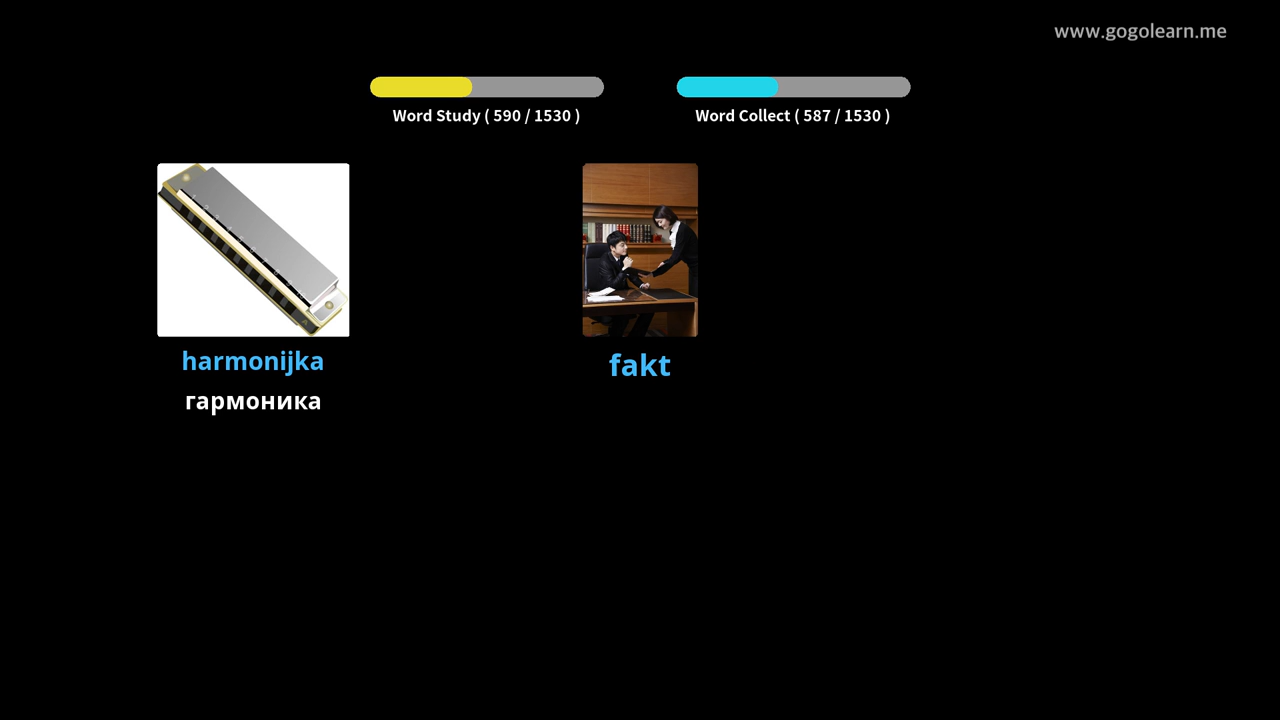 www.gogolearn.me
Word Study ( 590 / 1530 )
Word Collect ( 587 / 1530 )
harmonijka
гармоника
fakt